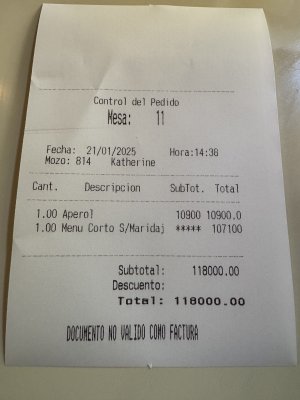 Control del Pedido
Mesa: 11
Fecha: 21/01/2025 Hora:14:36
Mozo: 814 Katherine
Cant. Descripcion SubTot. Total
1.00 Aperol 10900 10900.0
1.00 Menu Corto S/Maridaj ***** 107100
Subtotal: 118000.00
Descuento:
Total: 118000.00
DOCUMENTO NO VALIDO COMO FACTURA